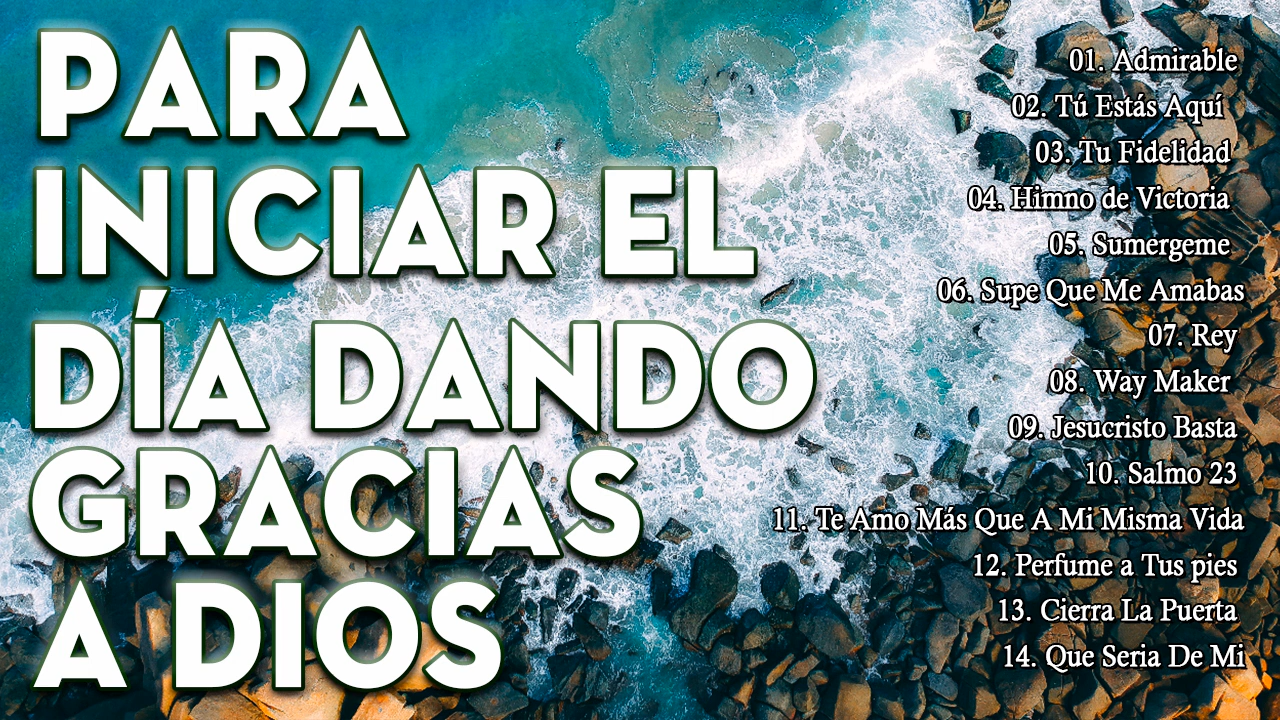 PARA
INICIAR EL
DÍA DANDO
GRACIAS
A DIOS
01. Admirable
02. Tú Estás Aquí
03. Tu Fidelidad
04. Himno de Victoria
05. Sumergeme
06. Supe Que Me Amabas
07. Rey
08. Way Maker
09. Jesucristo Basta
10. Salmo 23
11. Te Amo Más Que A Mi Misma Vida
12. Perfume a Tus pies
13. Cierra La Puerta
14. Que Seria De Mi